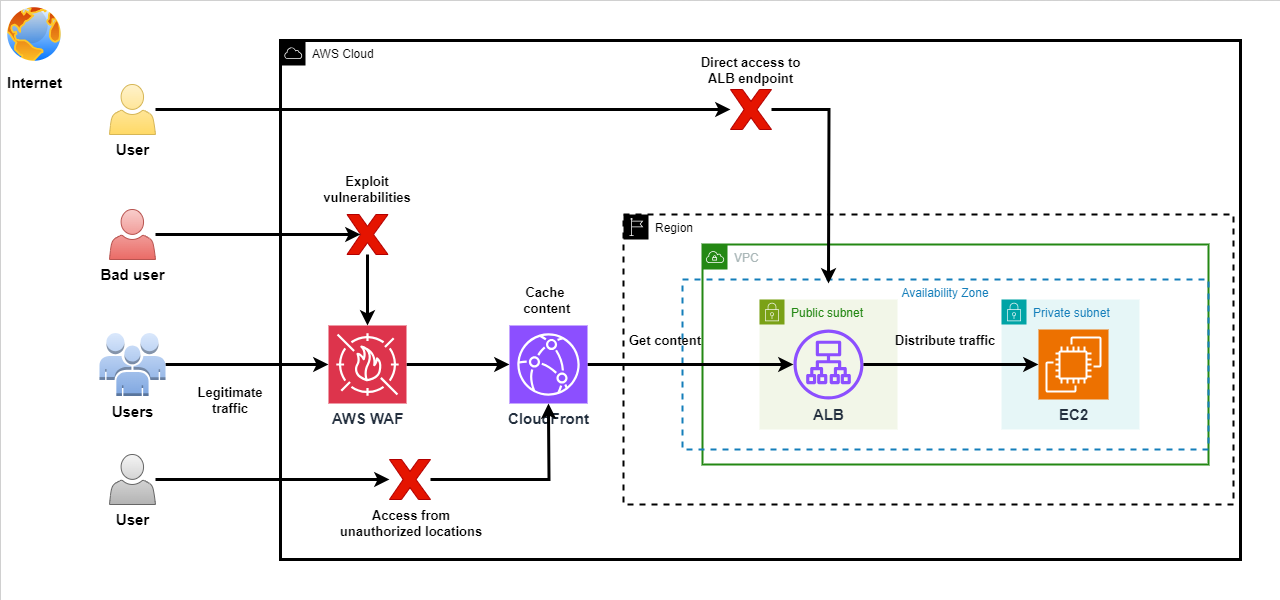 Internet
AWS Cloud
Direct access to
ALB endpoint
User
Exploit
vulnerabilities
Bad user
Region
VPC
Availability Zone
Cache
content
Public subnet
Private subnet
Get content
Distribute traffic
Legitimate
traffic
Users
AWS WAF
CloudFront
ALB
EC2
User
Access from
unauthorized locations